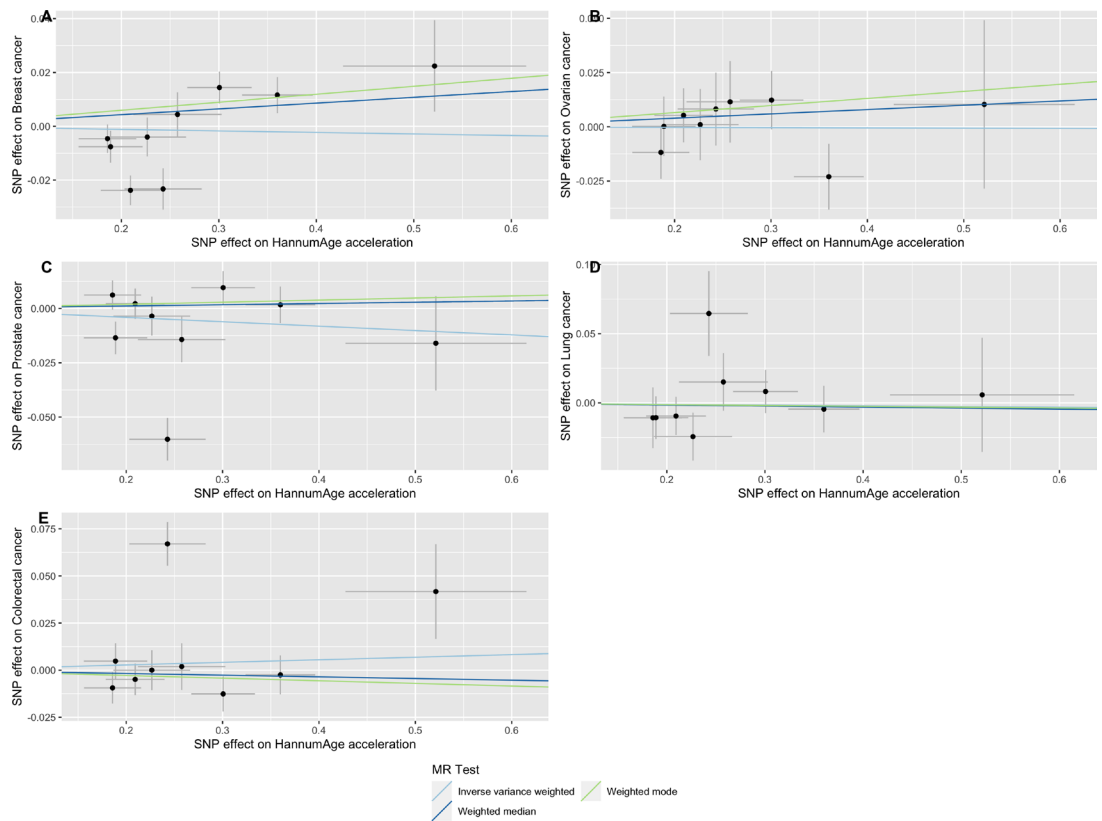 A
SNP effect on Breast cancer
0.02
0.00
-0.02
0.2
0.3
0.4
0.5
0.6
SNP effect on HannumAge acceleration
B
SNP effect on Ovarian cancer
0.025
0.000
-0.025
0.2
0.3
0.4
0.5
0.6
SNP effect on HannumAge acceleration
C
SNP effect on Prostate cancer
0.000
-0.025
-0.050
0.2
0.3
0.4
0.5
0.6
SNP effect on HannumAge acceleration
D
SNP effect on Lung cancer
0.100
0.05
0.00
0.2
0.3
0.4
0.5
0.6
SNP effect on HannumAge acceleration
E
SNP effect on Colorectal cancer
0.075
0.050
0.025
0.000
-0.025
0.2
0.3
0.4
0.5
0.6
SNP effect on HannumAge acceleration
MR Test
Inverse variance weighted
Weighted mode
Weighted median